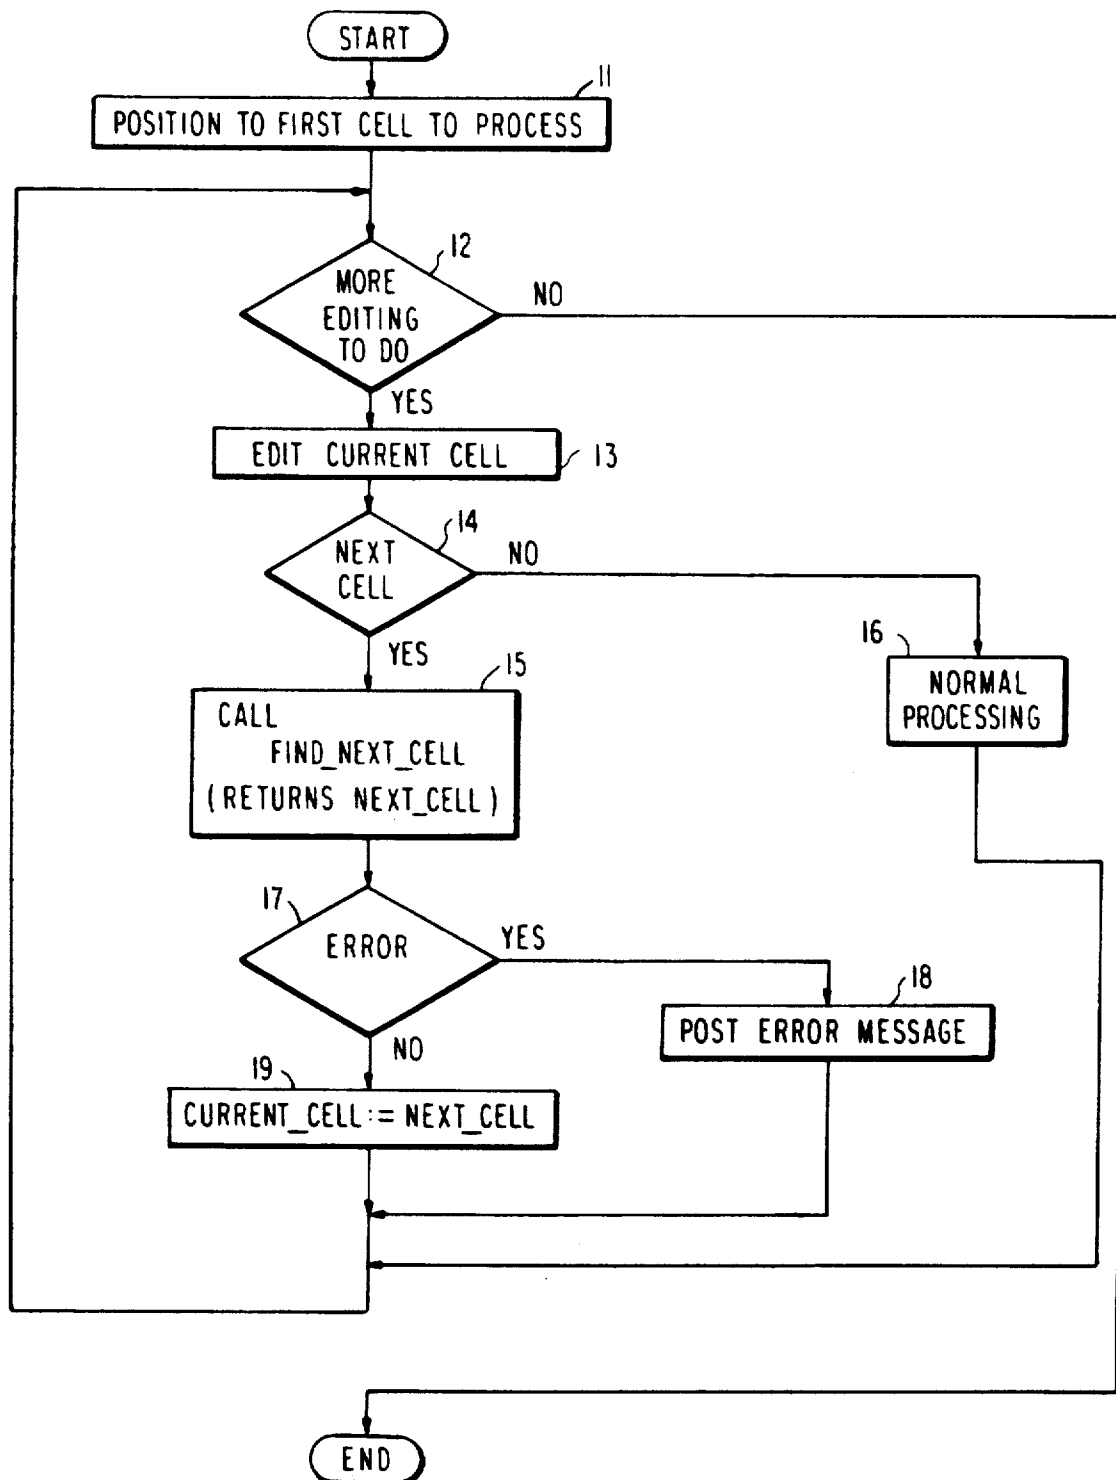 START
11
POSITION TO FIRST CELL TO PROCESS
12
MORE
EDITING
TO DO
NO
YES
EDIT CURRENT CELL
13
14
NEXT
CELL
NO
YES
15
16
CALL
FIND_NEXT_CELL
(RETURNS NEXT_CELL)
NORMAL
PROCESSING
17
ERROR
YES
18
POST ERROR MESSAGE
NO
19
CURRENT_CELL:= NEXT_CELL
END